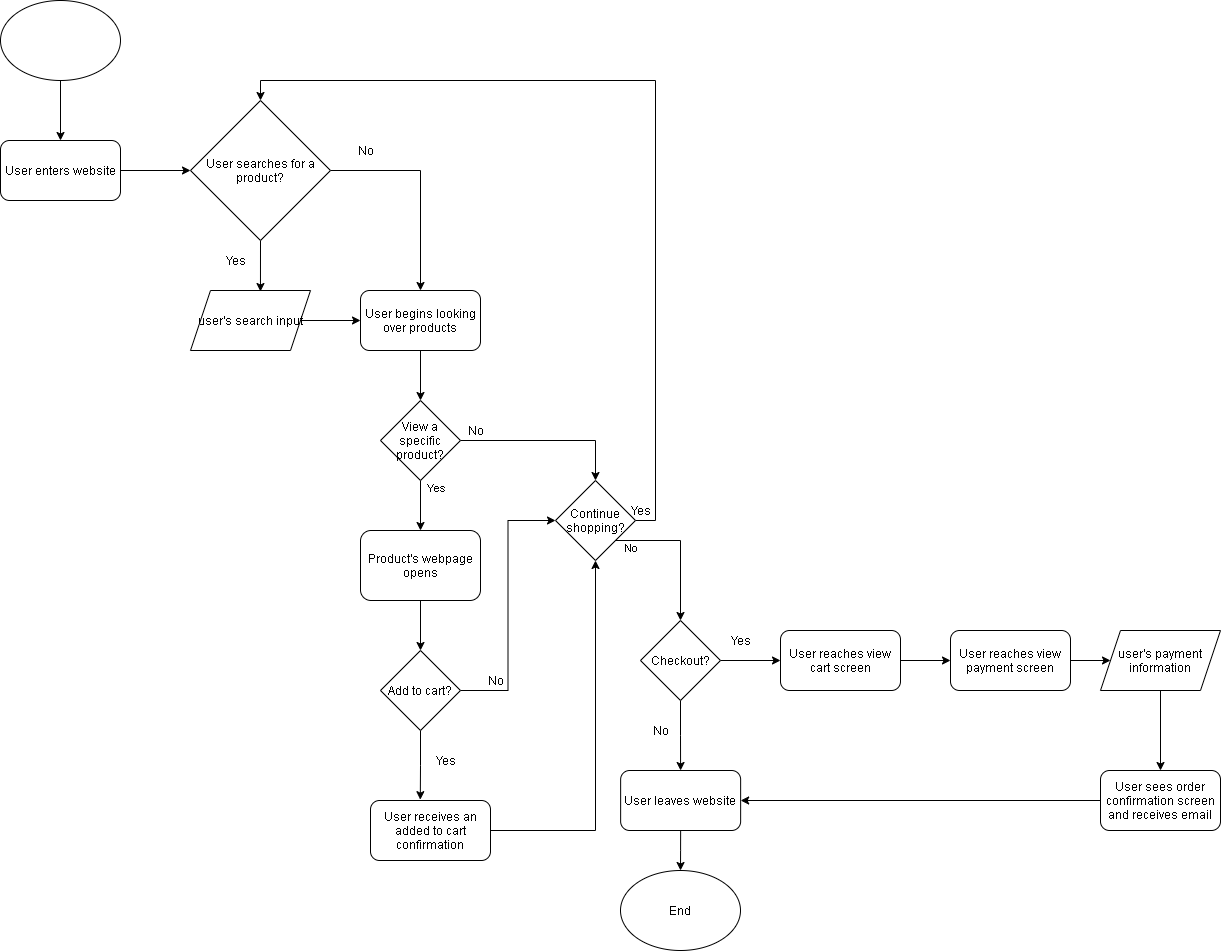 User enters website
User searches for a
product?
No
Yes
user's search input
User begins looking
over products
View a
specific
product?
No
Yes
Continue
shopping?
Yes
No
Product's webpage
opens
Add to cart?
No
Yes
User receives an
added to cart
confirmation
Checkout?
Yes
User reaches view
cart screen
User reaches view
payment screen
user's payment
information
No
User leaves website
User sees order
confirmation screen
and receives email
End